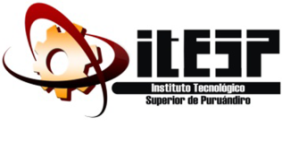 itESP
Instituto Tecnológico
Superior de Puruándiro